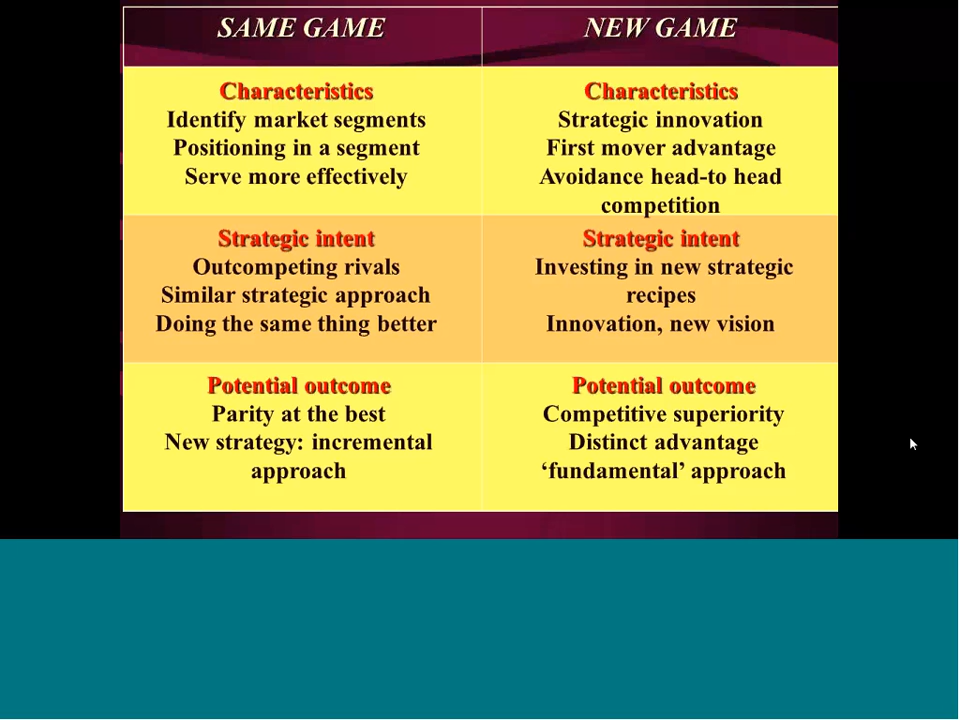 SAME GAME
NEW GAME
Characteristics
Identify market segments
Positioning in a segment
Serve more effectively
Characteristics
Strategic innovation
First mover advantage
Avoidance head-to head
competition
Strategic intent
Outcompeting rivals
Similar strategic approach
Doing the same thing better
Strategic intent
Investing in new strategic
recipes
Innovation, new vision
Potential outcome
Parity at the best
New strategy: incremental
approach
Potential outcome
Competitive superiority
Distinct advantage
‘fundamental’ approach